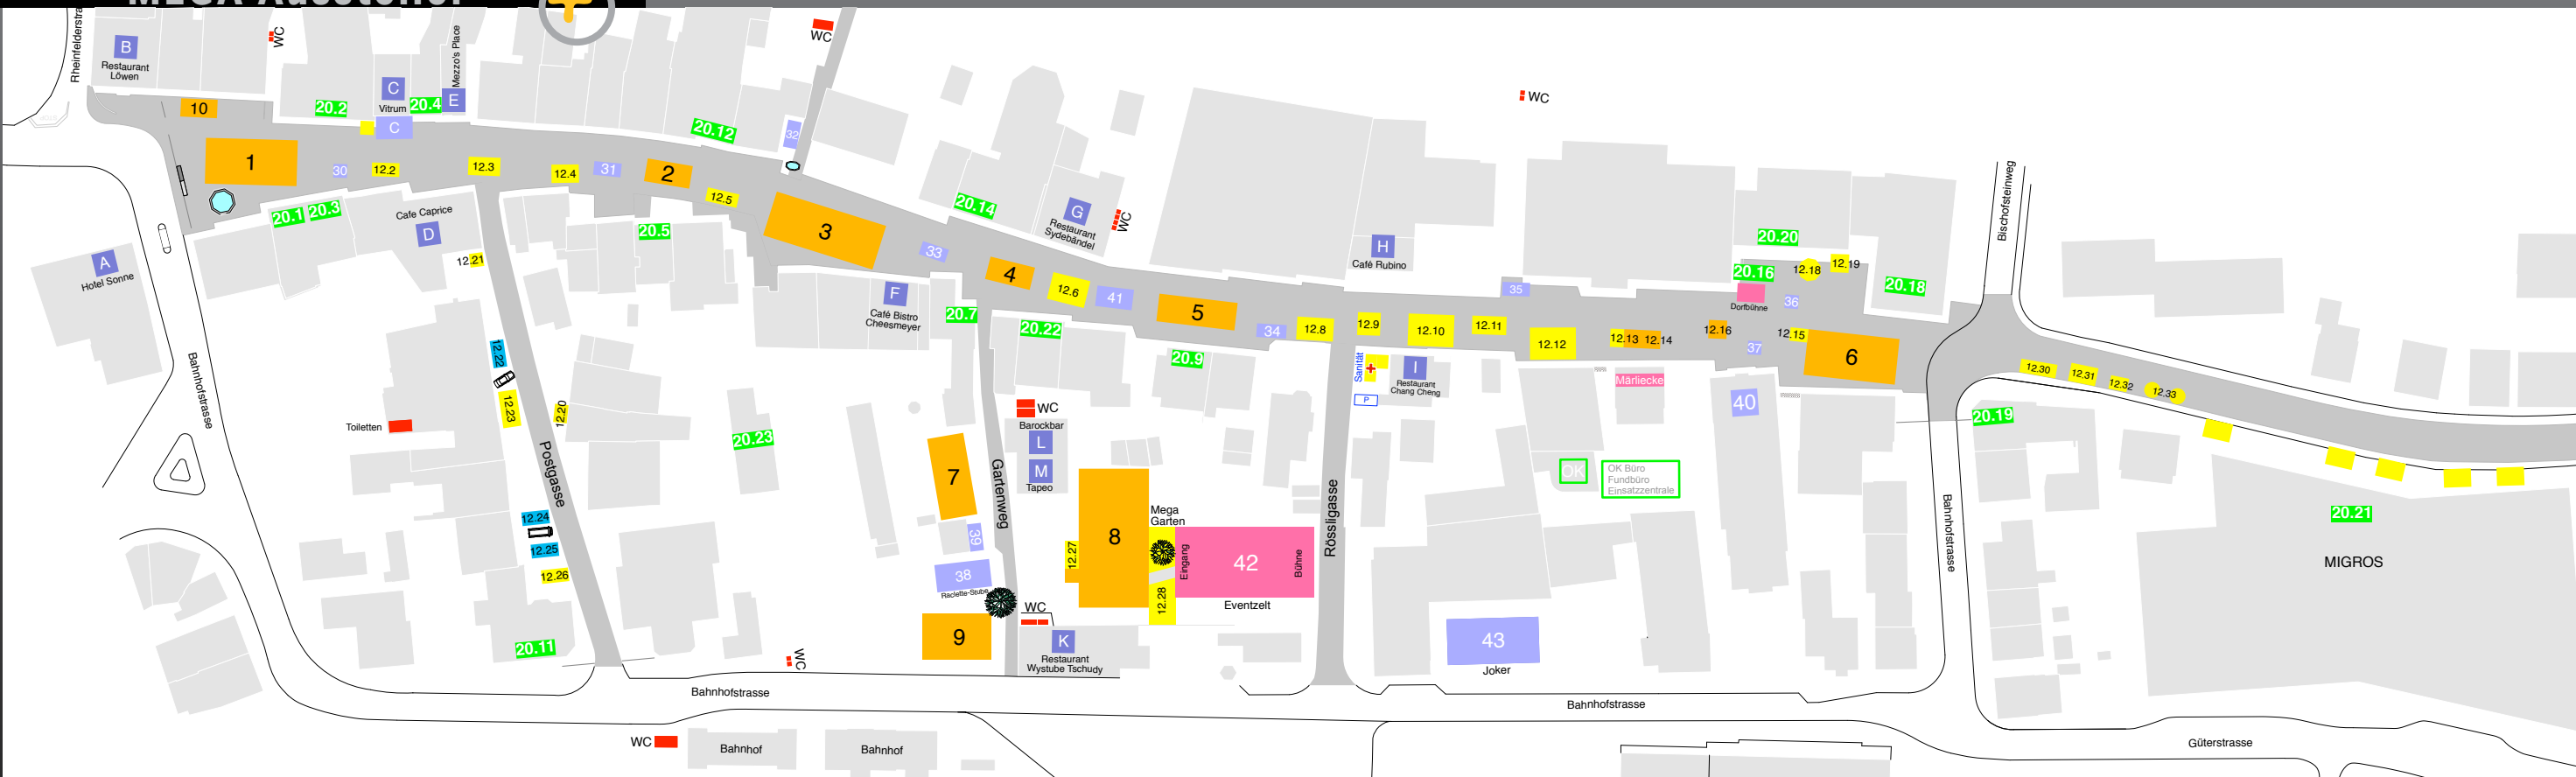 MEGA Aussteller
Rheinfelderstra
B
Restaurant
Löwen
WC
C
Vitrum
20.4
Mezzo's Place
E
WC
10
20.2
C
20.12
32
1
30
12.2
12.3
12.4
31
2
12.5
20.1
20.3
Cafe Caprice
D
20.5
3
33
20.14
G
Restaurant
Sydebändel
WC
WC
H
Café Rubino
A
Hotel Sonne
12.21
F
Café Bistro
Cheesmeyer
20.7
4
12.6
41
5
34
12.8
12.9
12.10
12.11
35
12.12
12.13
12.14
12.16
20.20
20.16
12.18
12.19
Dorfbühne
36
20.18
12.15
37
6
Bischofsteinweg
20.22
20.9
Sanität
P
I
Restaurant
Chang Cheng
Märliecke
40
12.30
12.31
12.32
12.33
20.19
Bahnhofstrasse
12.22
12.23
12.20
Toiletten
Postgasse
20.23
7
Gartenweg
WC
Barockbar
L
M
Tapeo
8
Mega
Garten
Rössligasse
OK
OK Büro
Fundbüro
Einsatzzentrale
Bahnhofstrasse
20.21
MIGROS
12.24
12.25
12.26
39
38
Raclette-Stube
12.27
12.28
Eingang
42
Bühne
Eventzelt
20.11
WC
9
WC
K
Restaurant
Wystube Tschudy
43
Joker
Bahnhofstrasse
Bahnhofstrasse
WC
Bahnhof
Bahnhof
Güterstrasse